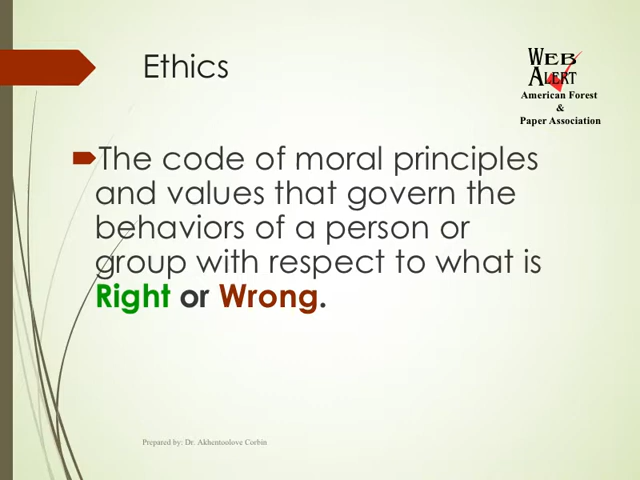 Ethics
WEB
ALERT
American Forest
&
Paper Association
The code of moral principles
and values that govern the
behaviors of a person or
group with respect to what is
Right or Wrong.
Prepared by: Dr. Akhentoolove Corbin